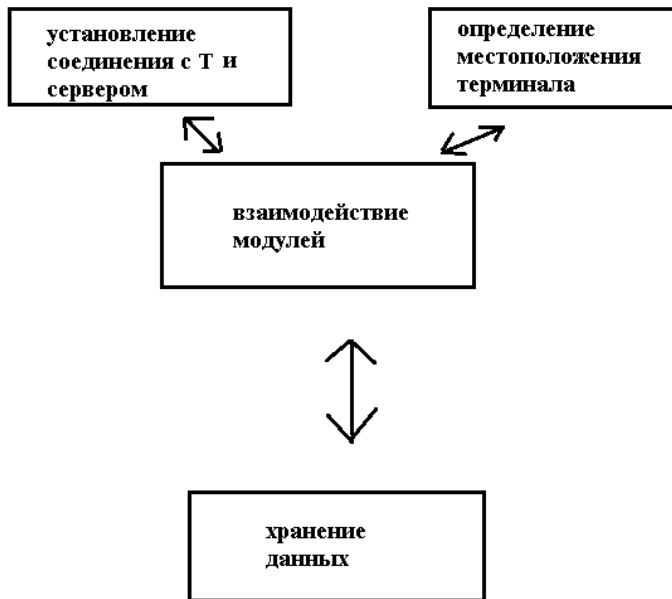 установление
соединения с Т и
сервером
определение
местоположения
терминала
взаимодействие
модулей
хранение
данных